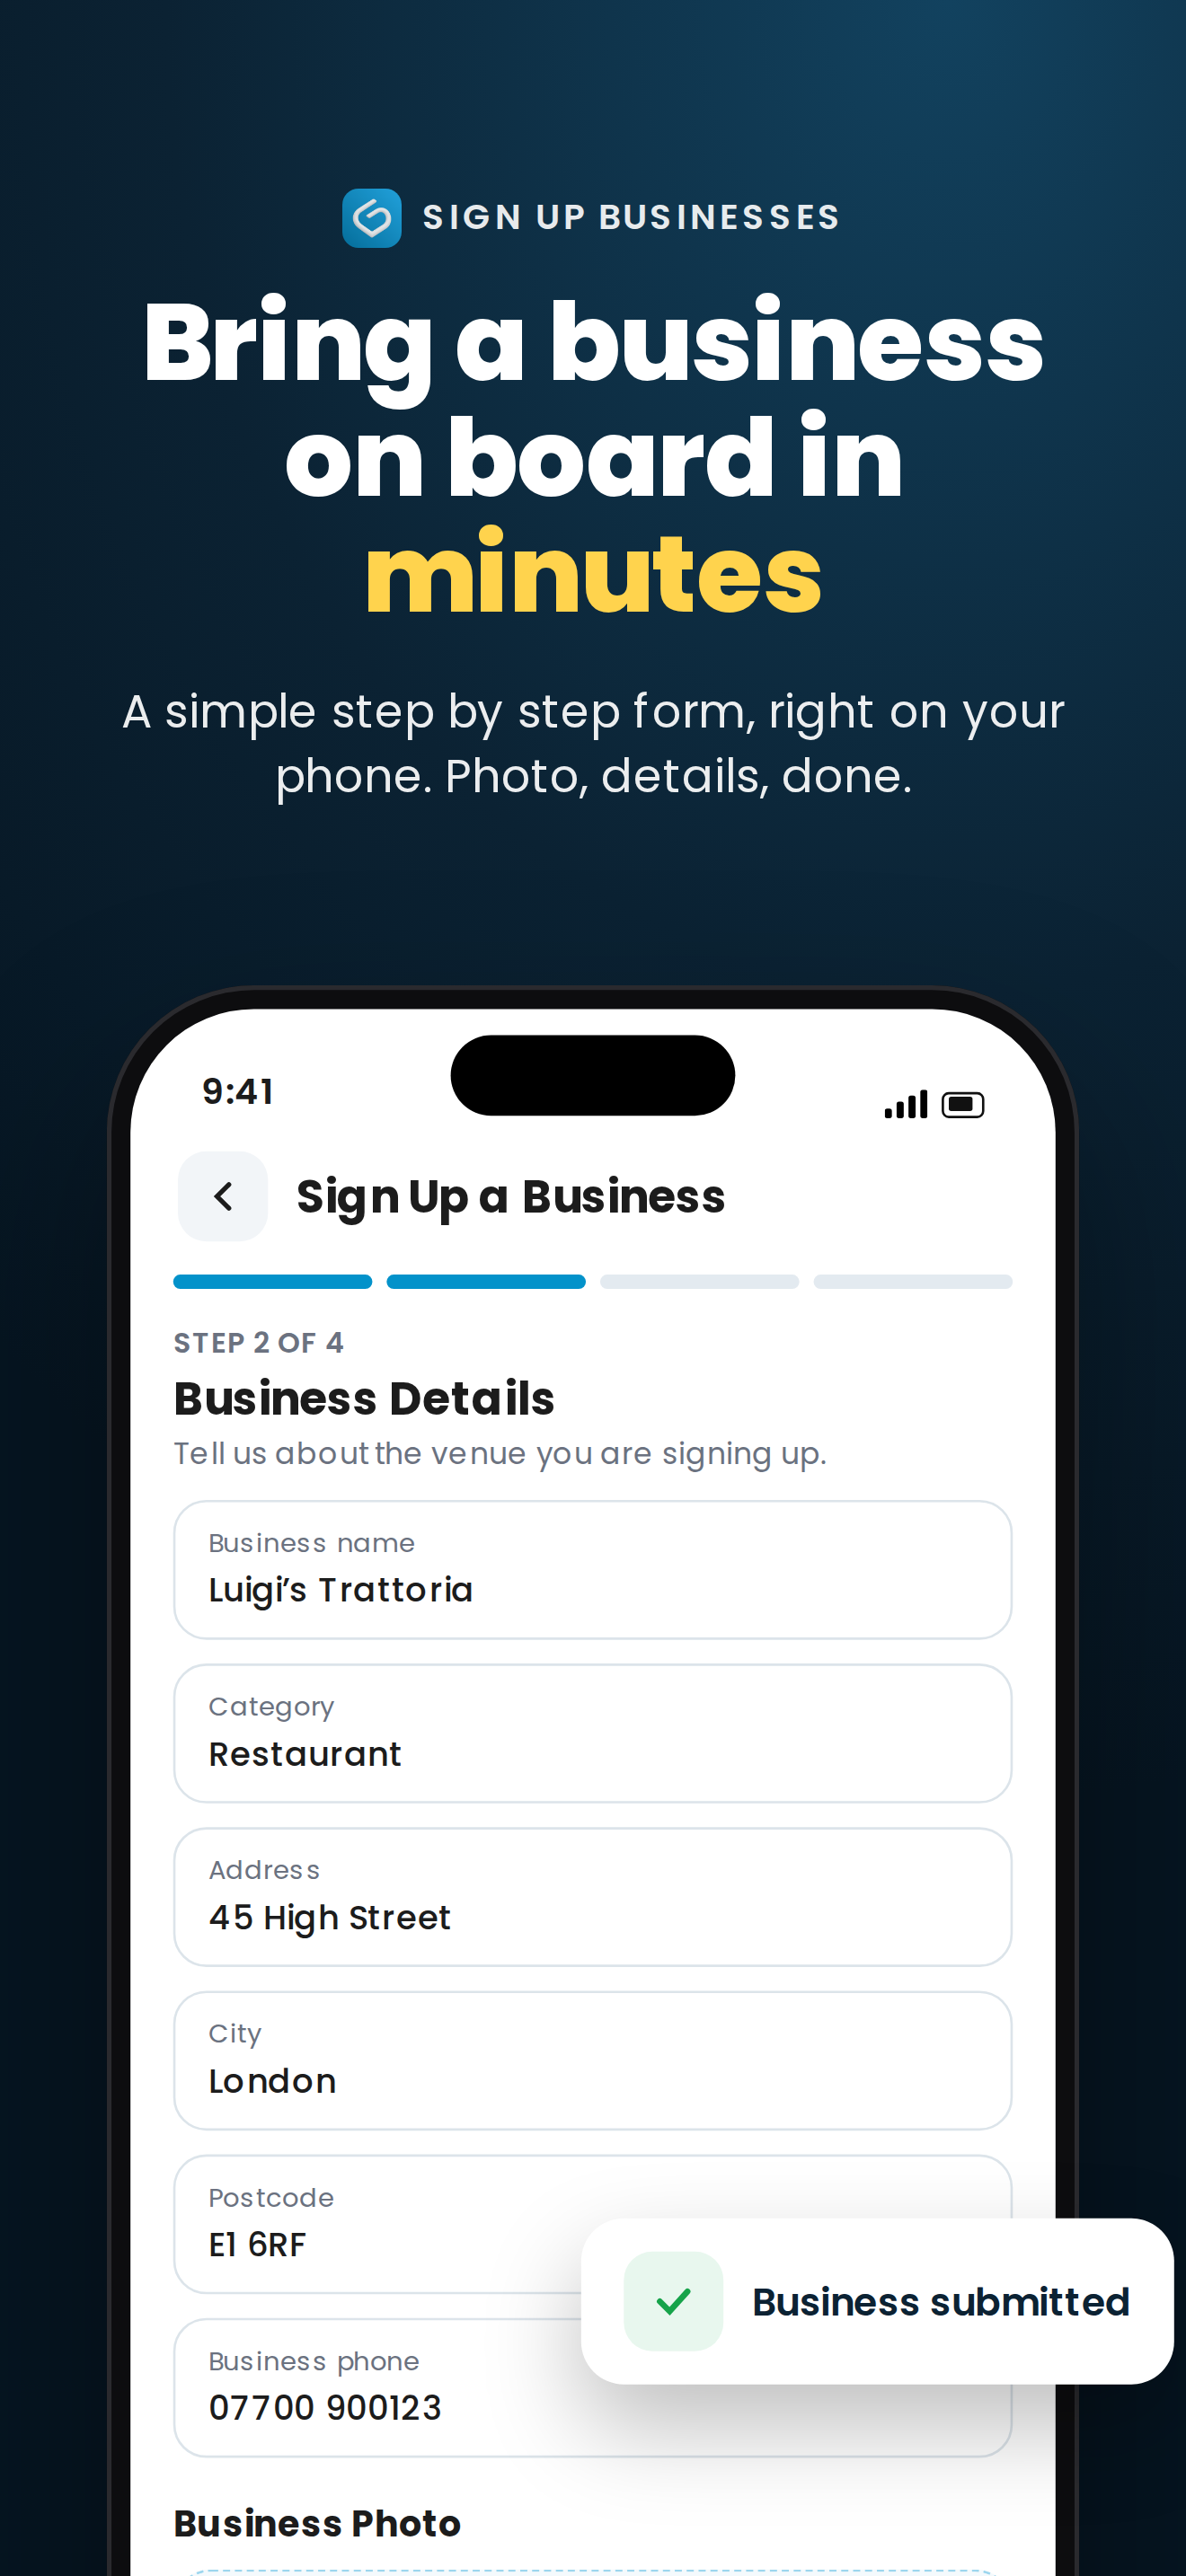 SIGN UP BUSINESSES
Bring a business
on board in
minutes
A simple step by step form, right on your
phone. Photo, details, done.
9:41
Sign Up a Business
STEP 2 OF 4
Business Details
Tell us about the venue you are signing up.
Business name
Luigi’s Trattoria
Category
Restaurant
Address
45 High Street
City
London
Postcode
E1 6RF
Business submitted
Business phone
07700 900123
Business Photo